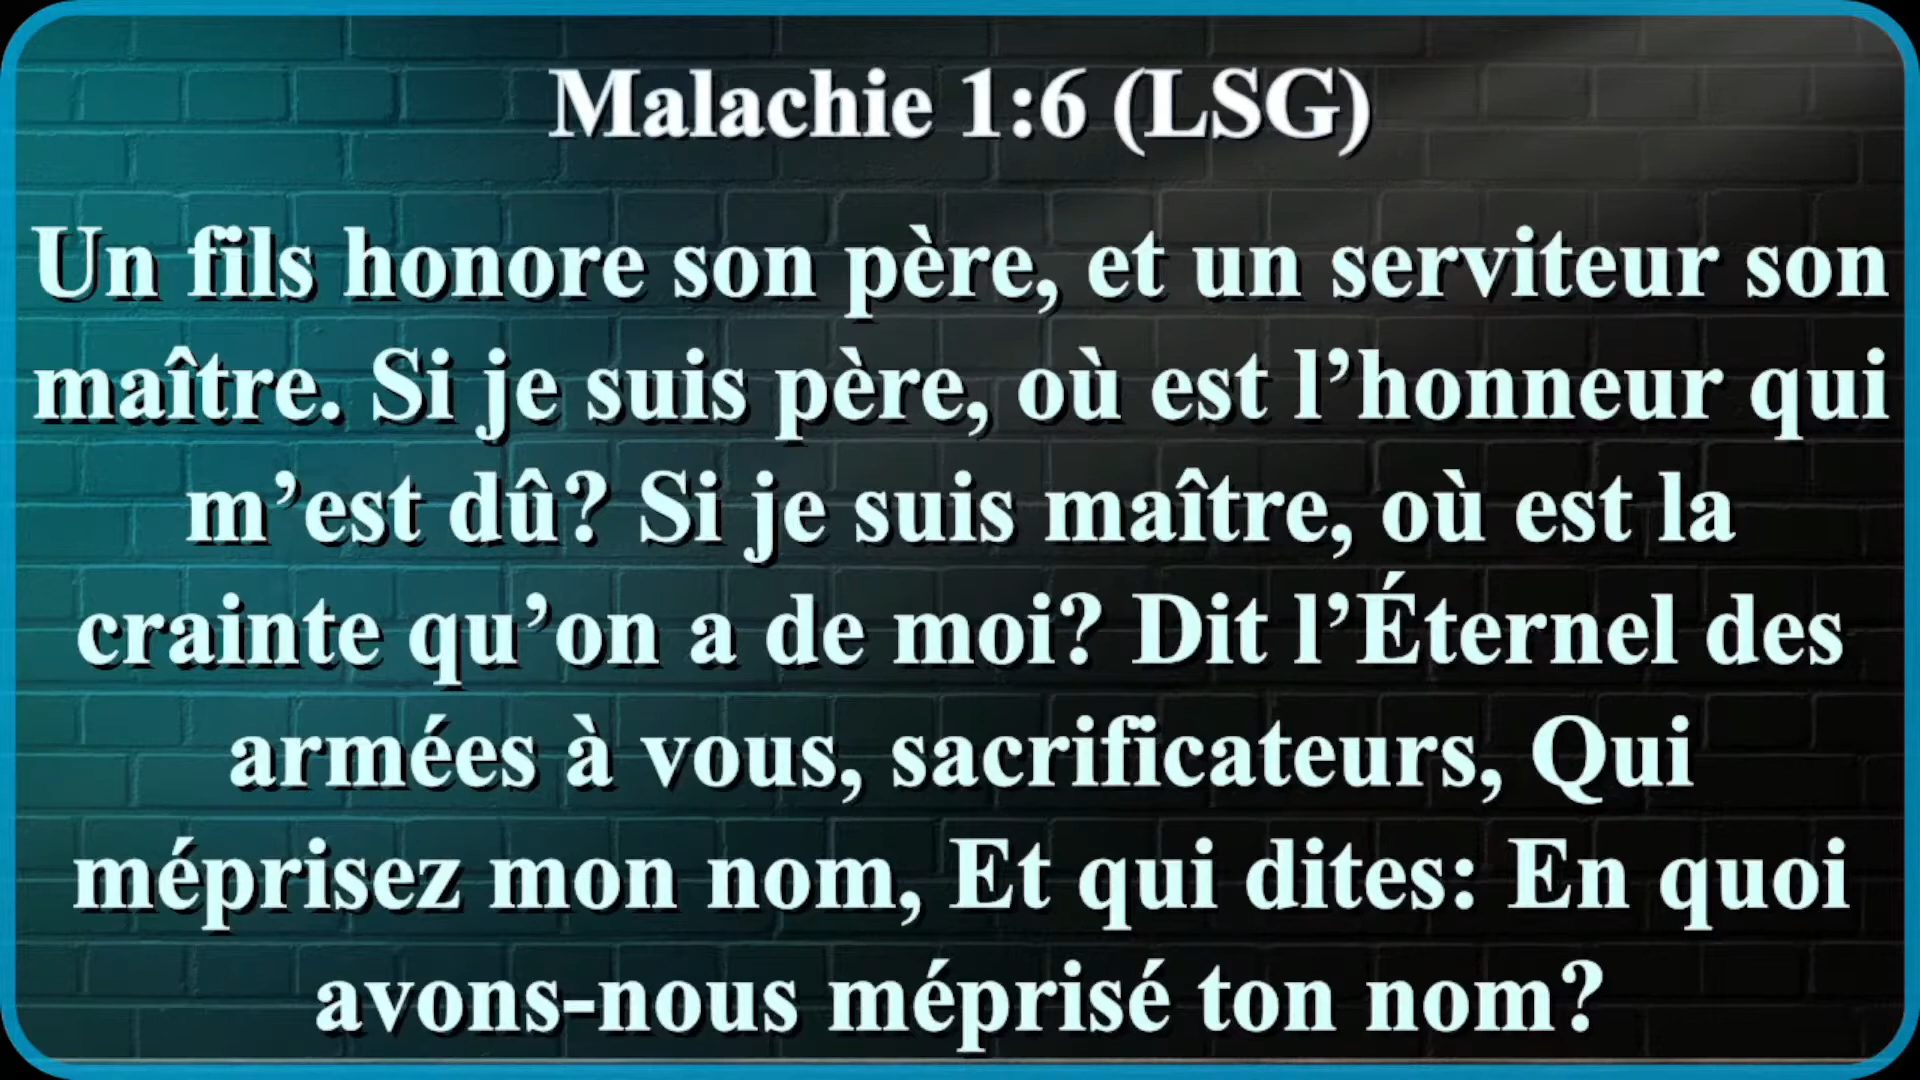 Malachie 1:6 (LSG)
Un fils honore son père, et un serviteur son
maître. Si je suis père, où est l’honneur qui
m’est dû? Si je suis maître, où est la
crainte qu’on a de moi? Dit l’Éternel des
armées à vous, sacrificateurs, Qui
méprisez mon nom, Et qui dites: En quoi
avons-nous méprisé ton nom?